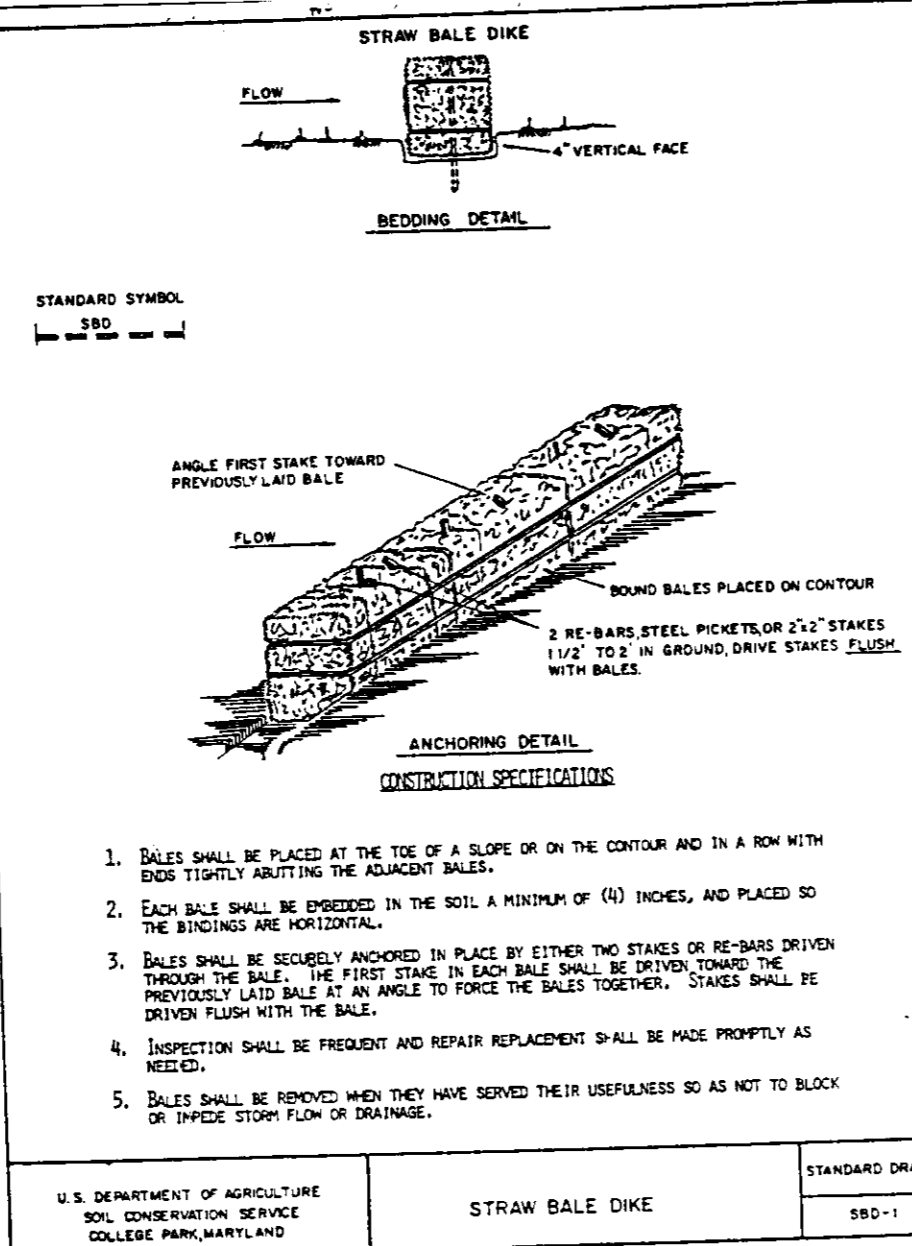 STRAW BALE DIKE
FLOW
4" VERTICAL FACE
BEDDING DETAIL
STANDARD SYMBOL
SBD
ANGLE FIRST STAKE TOWARD
PREVIOUSLY LAID BALE
FLOW
BOUND BALES PLACED ON CONTOUR
2 RE-BARS, STEEL PICKETS, OR 2"x2" STAKES
1 1/2' TO 2' IN GROUND, DRIVE STAKES FLUSH
WITH BALES.
ANCHORING DETAIL
CONSTRUCTION SPECIFICATIONS
1. BALES SHALL BE PLACED AT THE TOE OF A SLOPE OR ON THE CONTOUR AND IN A ROW WITH
ENDS TIGHTLY ABUTTING THE ADJACENT BALES.
2. EACH BALE SHALL BE EMBEDDED IN THE SOIL A MINIMUM OF (4) INCHES, AND PLACED SO
THE BINDINGS ARE HORIZONTAL.
3. BALES SHALL BE SECURELY ANCHORED IN PLACE BY EITHER TWO STAKES OR RE-BARS DRIVEN
THROUGH THE BALE. THE FIRST STAKE IN EACH BALE SHALL BE DRIVEN TOWARD THE
PREVIOUSLY LAID BALE AT AN ANGLE TO FORCE THE BALES TOGETHER. STAKES SHALL BE
DRIVEN FLUSH WITH THE BALE.
4. INSPECTION SHALL BE FREQUENT AND REPAIR REPLACEMENT SHALL BE MADE PROMPTLY AS
NEEDED.
5. BALES SHALL BE REMOVED WHEN THEY HAVE SERVED THEIR USEFULNESS SO AS NOT TO BLOCK
OR IMPEDE STORM FLOW OR DRAINAGE.
U.S. DEPARTMENT OF AGRICULTURE
SOIL CONSERVATION SERVICE
COLLEGE PARK, MARYLAND
STRAW BALE DIKE
STANDARD DRA
SBD-1